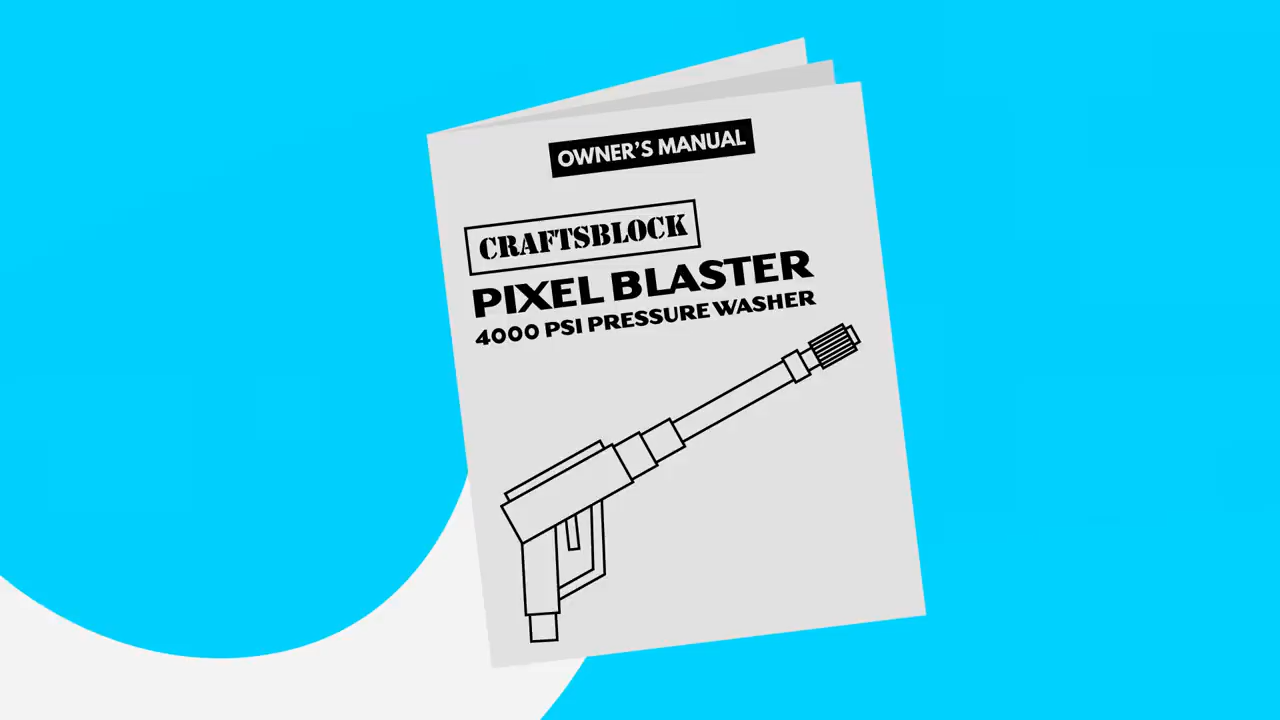 OWNER'S MANUAL
CRAFTSBLOCK
PIXEL BLASTER
4000 PSI PRESSURE WASHER